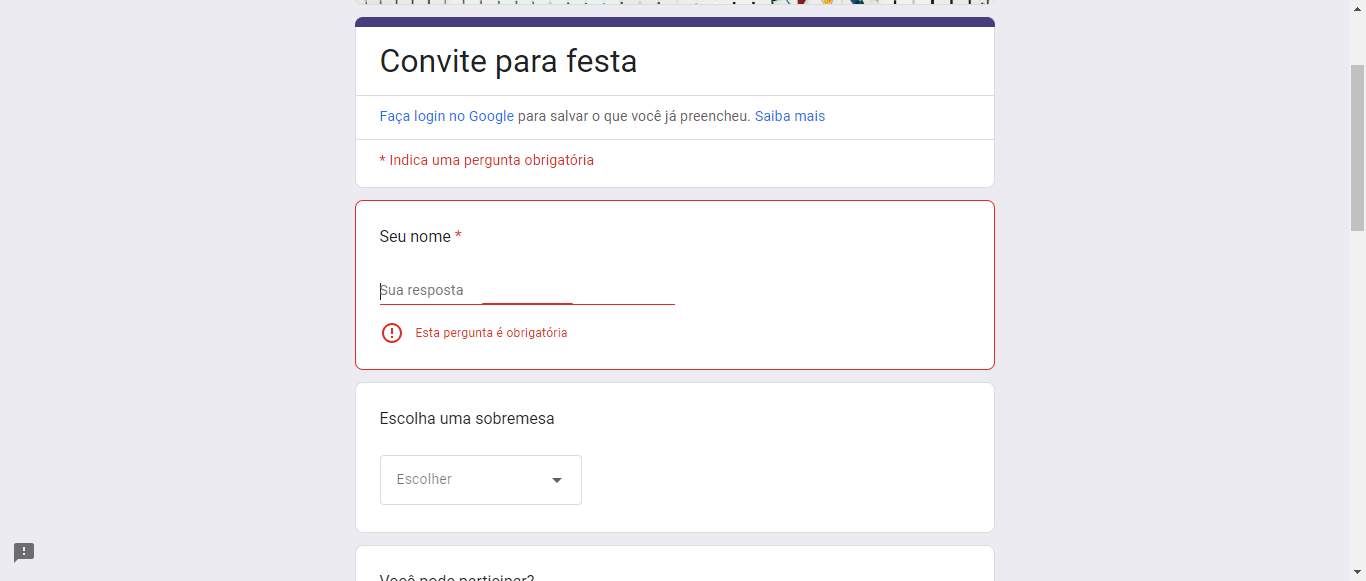 Convite para festa
Faça login no Google para salvar o que você já preencheu. Saiba mais
* Indica uma pergunta obrigatória
Seu nome *
Sua resposta
Esta pergunta é obrigatória
Escolha uma sobremesa
Escolher
Você pode participar?